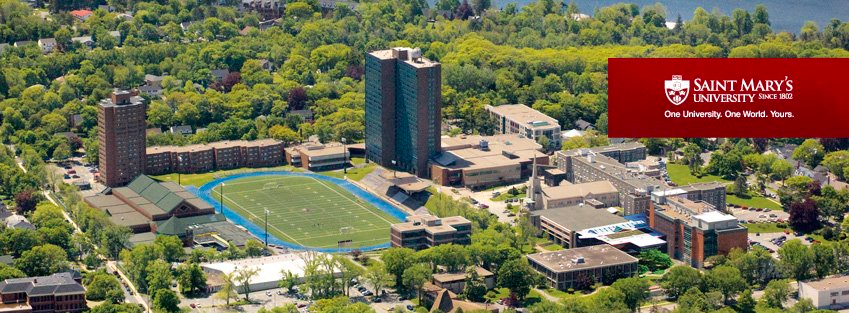 SAINT MARY'S
UNIVERSITY SINCE 1802
One University. One World. Yours.